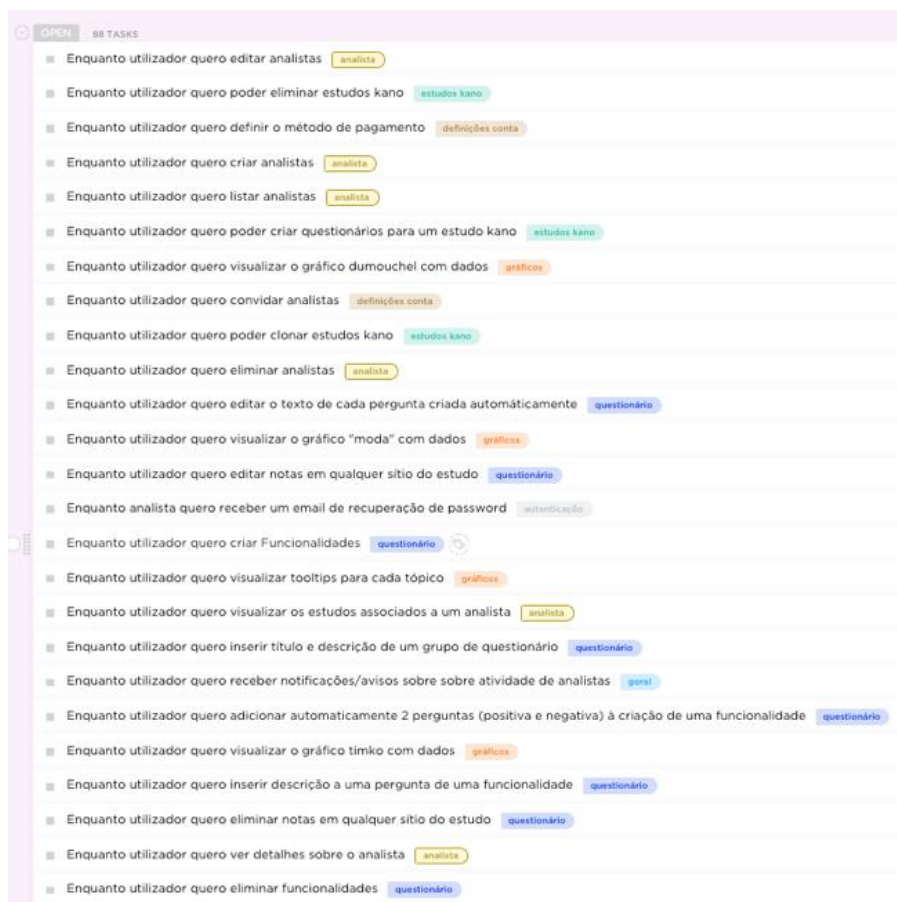 OPEN 88 TASKS
Enquanto utilizador quero editar analistas analista
Enquanto utilizador quero poder eliminar estudos kano estudos kano
Enquanto utilizador quero definir o método de pagamento definições conta
Enquanto utilizador quero criar analistas analista
Enquanto utilizador quero listar analistas analista
Enquanto utilizador quero poder criar questionários para um estudo kano estudos kano
Enquanto utilizador quero visualizar o gráfico dumouchel com dados gráficos
Enquanto utilizador quero convidar analistas definições conta
Enquanto utilizador quero poder clonar estudos kano estudos kano
Enquanto utilizador quero eliminar analistas analista
Enquanto utilizador quero editar o texto de cada pergunta criada automáticamente questionário
Enquanto utilizador quero visualizar o gráfico "moda" com dados gráficos
Enquanto utilizador quero editar notas em qualquer sítio do estudo questionário
Enquanto analista quero receber um email de recuperação de password autenticação
Enquanto utilizador quero criar Funcionalidades questionário
Enquanto utilizador quero visualizar tooltips para cada tópico gráficos
Enquanto utilizador quero visualizar os estudos associados a um analista analista
Enquanto utilizador quero inserir título e descrição de um grupo de questionário questionário
Enquanto utilizador quero receber notificações/avisos sobre sobre atividade de analistas geral
Enquanto utilizador quero adicionar automaticamente 2 perguntas (positiva e negativa) à criação de uma funcionalidade questionário
Enquanto utilizador quero visualizar o gráfico timko com dados gráficos
Enquanto utilizador quero inserir descrição a uma pergunta de uma funcionalidade questionário
Enquanto utilizador quero eliminar notas em qualquer sítio do estudo questionário
Enquanto utilizador quero ver detalhes sobre o analista analista
Enquanto utilizador quero eliminar funcionalidades questionário